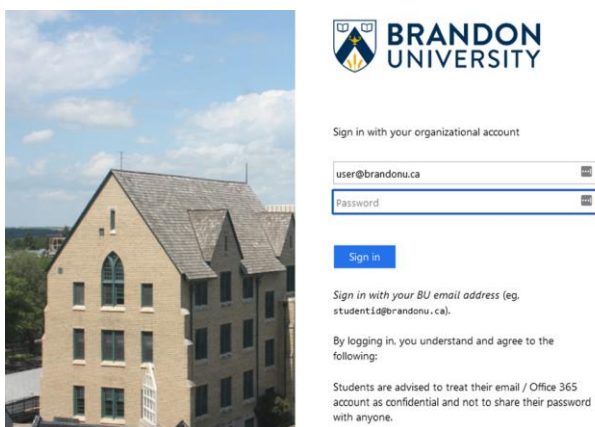 BRANDON
UNIVERSITY
Sign in with your organizational account
user@brandonu.ca
Password
Sign in
Sign in with your BU email address (eg.
studentid@brandonu.ca).
By logging in, you understand and agree to the
following:
Students are advised to treat their email / Office 365
account as confidential and not to share their password
with anyone.